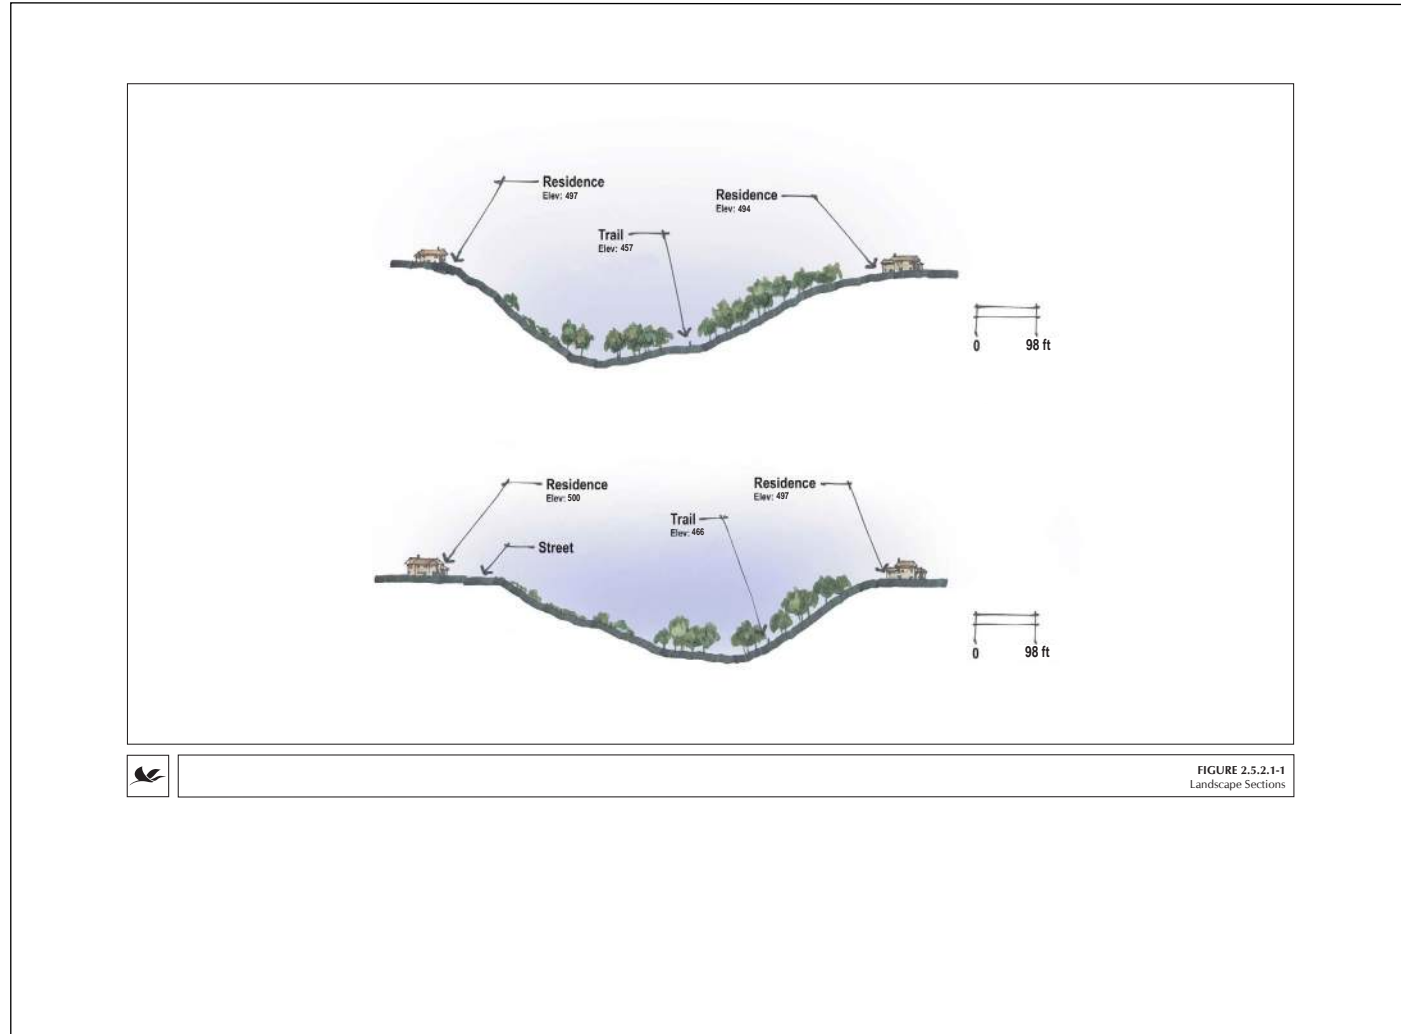 Residence
Elev: 497
Residence
Elev: 494
Trail
Elev: 457
0 98 ft
Residence
Elev: 500
Residence
Elev: 497
Trail
Elev: 466
Street
0 98 ft
FIGURE 2.5.2.1-1
Landscape Sections